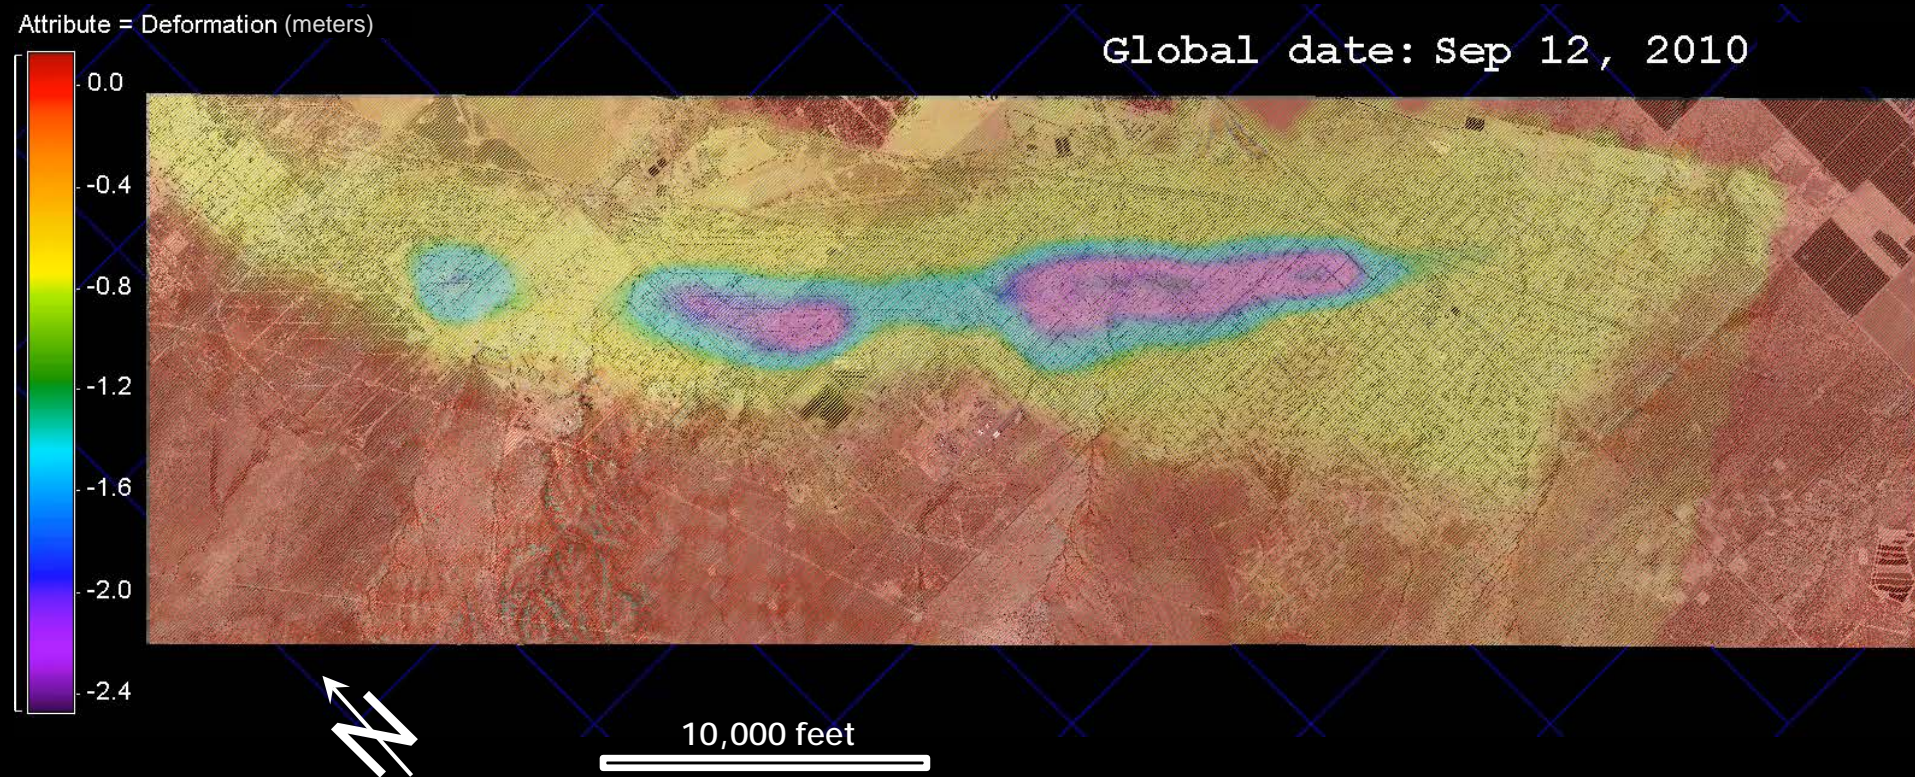 Attribute = Deformation (meters)
Global date: Sep 12, 2010
0.0
-0.4
-0.8
-1.2
-1.6
-2.0
-2.4
N
10,000 feet